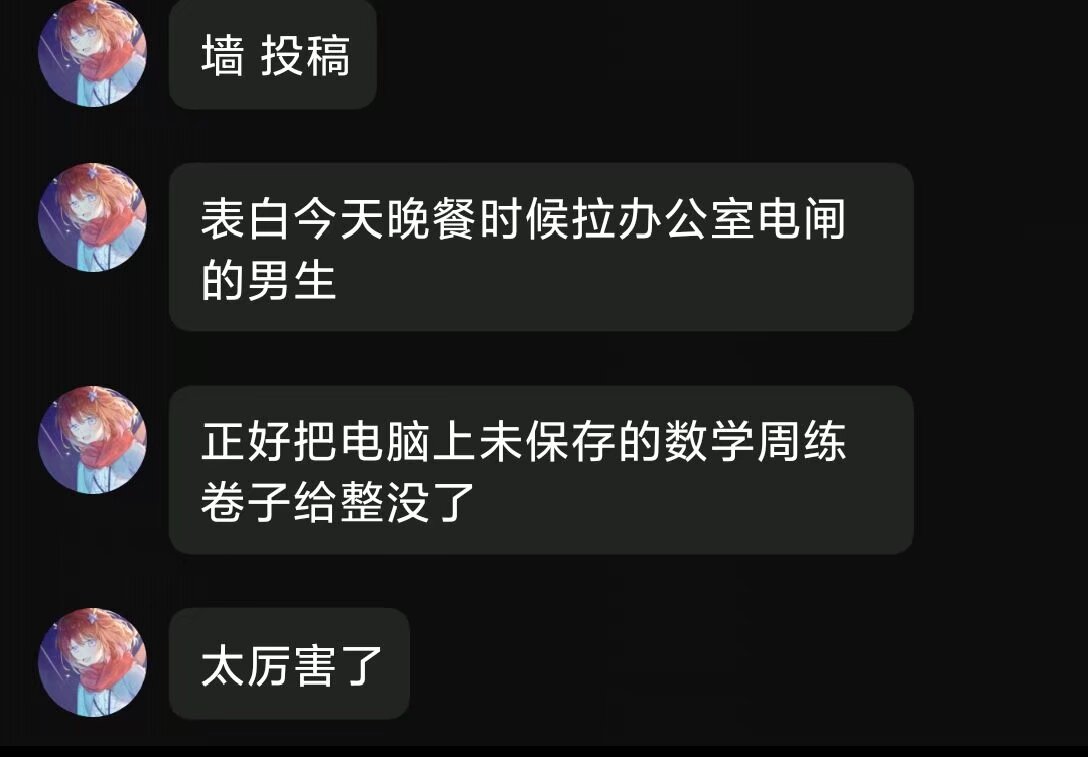 墙 投稿
表白今天晚餐时候拉办公室电闸
的男生
正好把电脑上未保存的数学周练
卷子给整没了
太厉害了